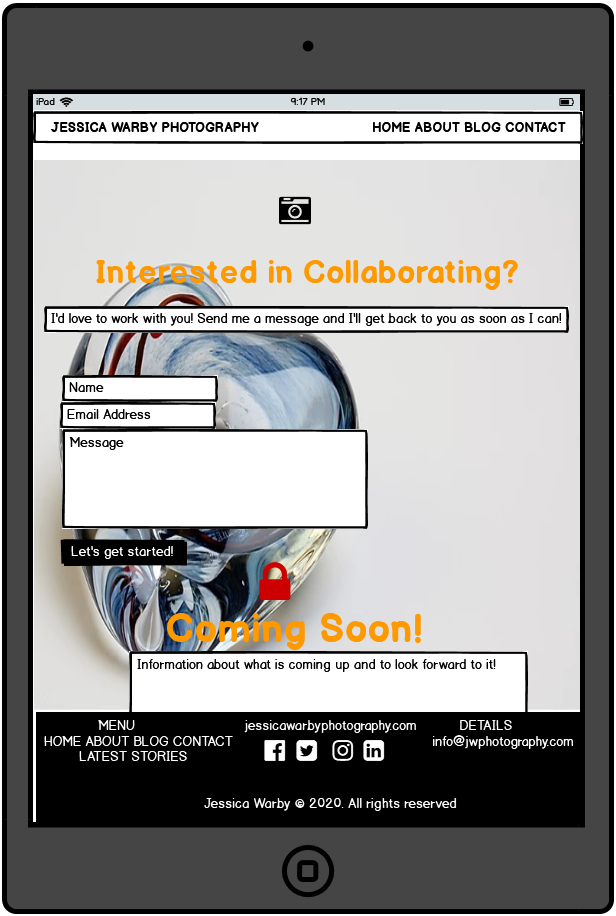 iPad 9:17 PM
JESSICA WARBY PHOTOGRAPHY HOME ABOUT BLOG CONTACT
Interested in Collaborating?
I'd love to work with you! Send me a message and I'll get back to you as soon as I can!
Name
Email Address
Message
Let's get started!
Coming Soon!
Information about what is coming up and to look forward to it!
MENU
HOME ABOUT BLOG CONTACT
LATEST STORIES
jessicawarbyphotography.com
DETAILS
info@jwphotography.com
Jessica Warby © 2020. All rights reserved